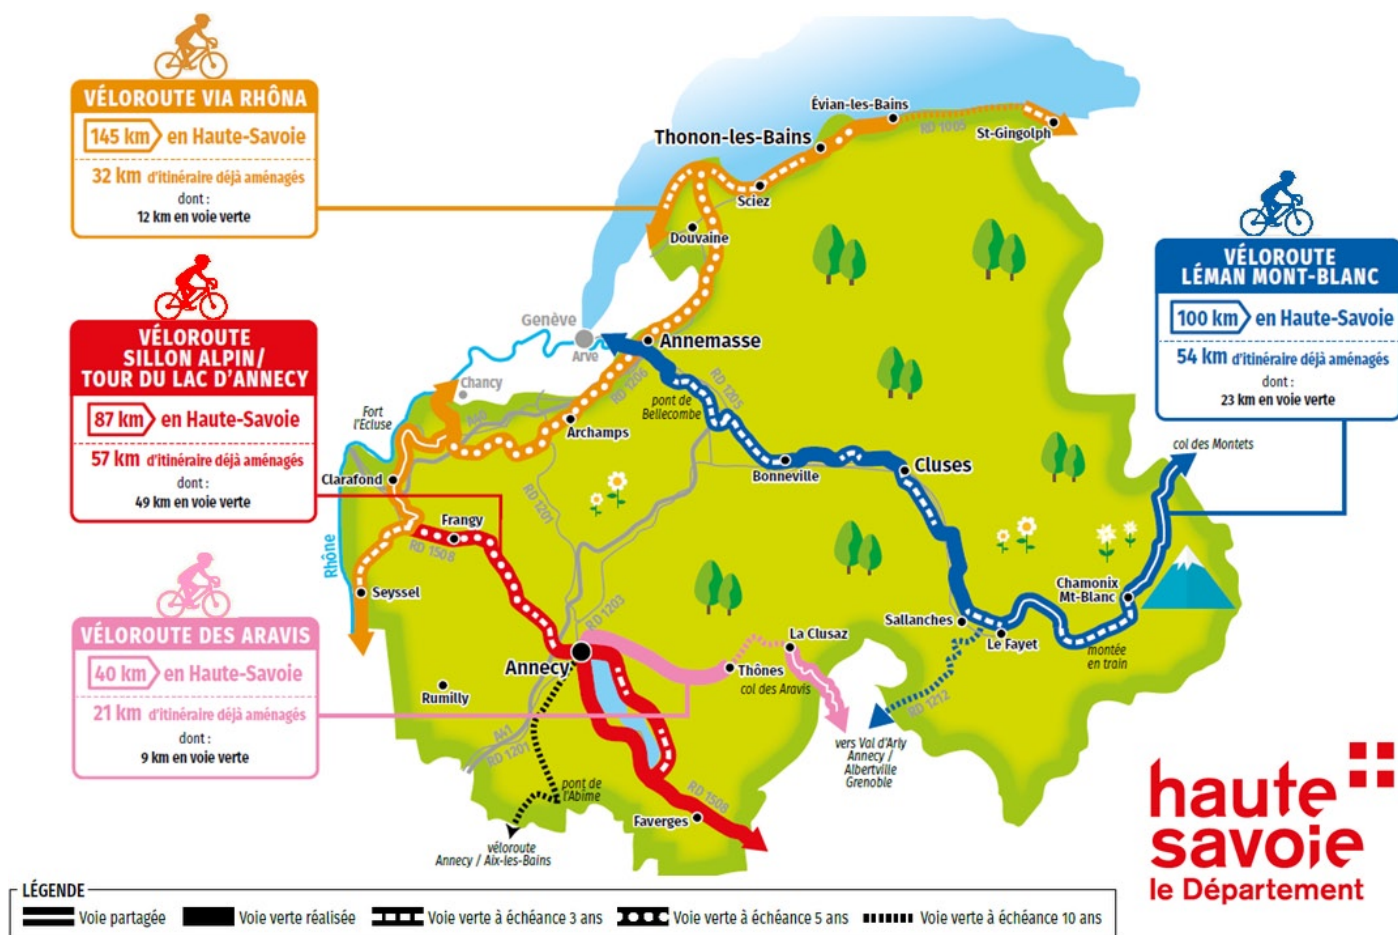 VÉLOROUTE VIA RHÔNA
145 km en Haute-Savoie
32 km d'itinéraire déjà aménagés
dont :
12 km en voie verte
VÉLOROUTE
SILLON ALPIN/
TOUR DU LAC D'ANNECY
87 km en Haute-Savoie
57 km d'itinéraire déjà aménagés
dont :
49 km en voie verte
VÉLOROUTE DES ARAVIS
40 km en Haute-Savoie
21 km d'itinéraire déjà aménagés
dont :
9 km en voie verte
VÉLOROUTE
LÉMAN MONT-BLANC
100 km en Haute-Savoie
54 km d'itinéraire déjà aménagés
dont :
23 km en voie verte
Évian-les-Bains
RD 1005
St-Gingolph
Thonon-les-Bains
Sciez
Douvaine
Genève
Arve
Annemasse
RD 1206
RD 1205
pont de
Bellecombe
Chancy
Fort
l'Écluse
A40
Archamps
Clarafond
Bonneville
Cluses
col des Montets
RD 1201
Frangy
RD 1508
Rhône
Seyssel
RD 1203
Chamonix
Mt-Blanc
Sallanches
Le Fayet
montée
en train
La Clusaz
Annecy
Thônes
col des Aravis
Rumilly
RD 1212
A41
RD 1201
vers Val d'Arly
Annecy /
Albertville
Grenoble
pont de
l'Abîme
RD 1508
Faverges
véloroute
Annecy / Aix-les-Bains
haute
savoie
le Département
LÉGENDE
Voie partagée
Voie verte réalisée
Voie verte à échéance 3 ans
Voie verte à échéance 5 ans
Voie verte à échéance 10 ans